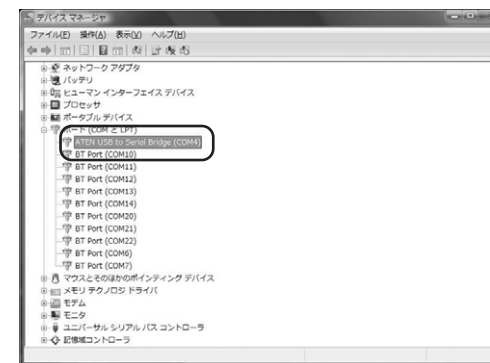 デバイス マネージャ
ファイル(F) 操作(A) 表示(V) ヘルプ(H)
ネットワーク アダプタ
バッテリ
ヒューマン インターフェイス デバイス
プロセッサ
ポータブル デバイス
ポート (COM と LPT)
ATEN USB to Serial Bridge (COM4)
BT Port (COM10)
BT Port (COM11)
BT Port (COM12)
BT Port (COM13)
BT Port (COM14)
BT Port (COM20)
BT Port (COM21)
BT Port (COM22)
BT Port (COM6)
BT Port (COM7)
マウスとそのほかのポインティング デバイス
メモリ テクノロジ ドライバ
モデム
モニタ
ユニバーサル シリアル バス コントローラ
記憶域コントローラ